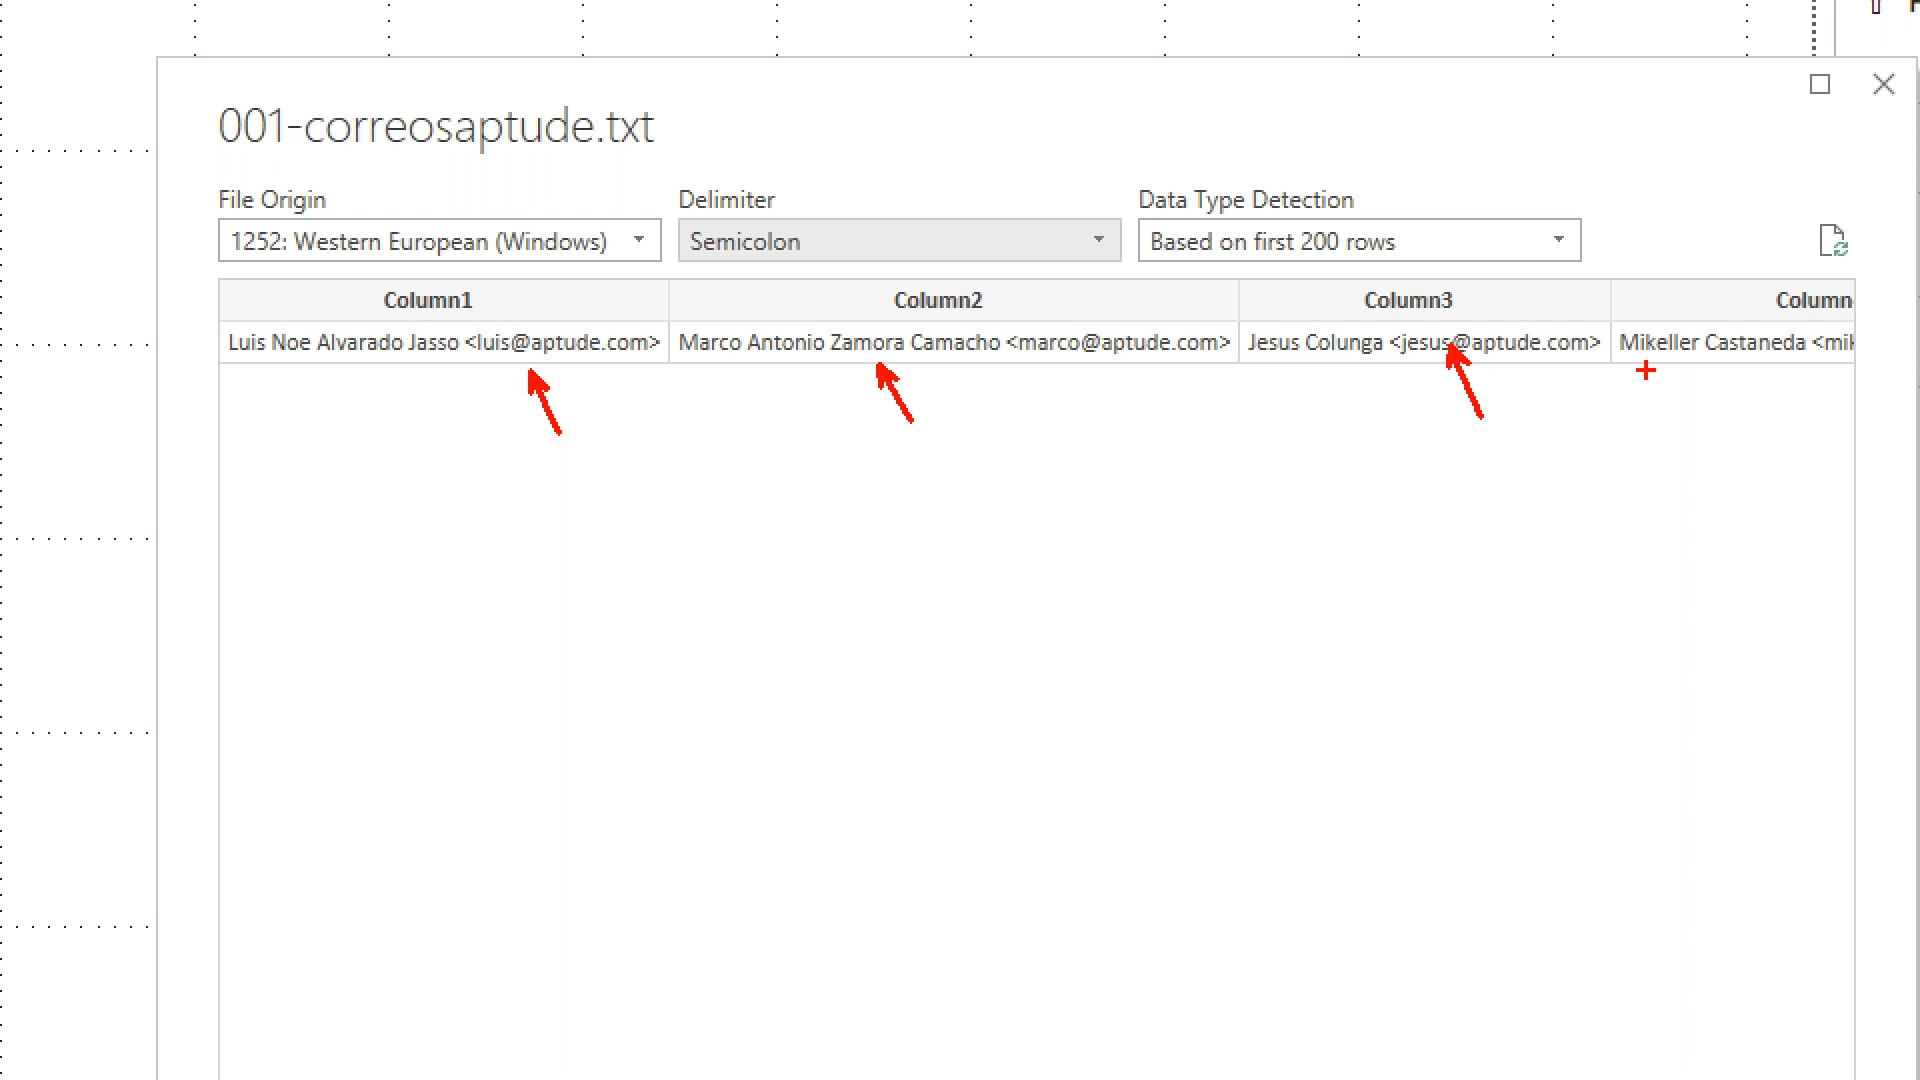 001-correosaptude.txt
File Origin Delimiter Data Type Detection
1252: Western European (Windows) Semicolon Based on first 200 rows
Column1 Column2 Column3 Column
Luis Noe Alvarado Jasso <luis@aptude.com> Marco Antonio Zamora Camacho <marco@aptude.com> Jesus Colunga <jesus@aptude.com> Mikeller Castaneda <mik